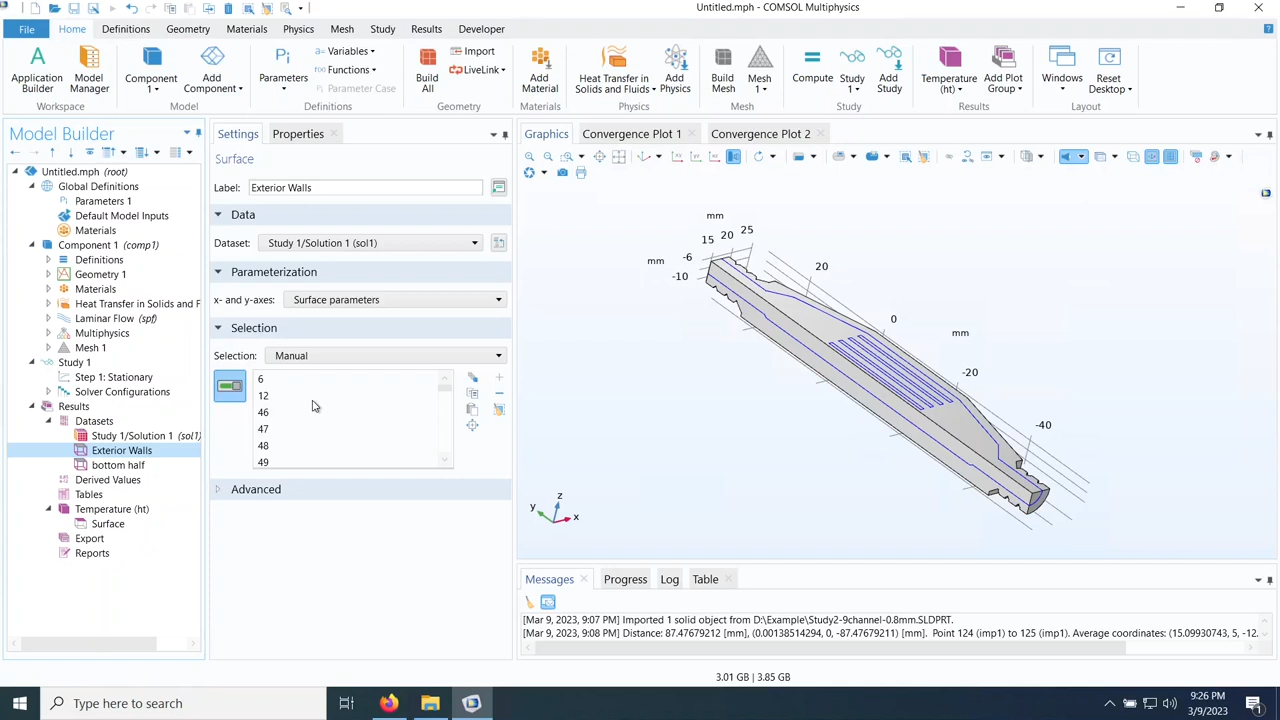 Untitled.mph - COMSOL Multiphysics
File Home Definitions Geometry Materials Physics Mesh Study Results Developer
Application Builder
Model Manager
Workspace
Component 1
Add Component
Model
Parameters
a= Variables
f(x) Functions
Parameter Case
Definitions
Build All
Import
LiveLink
Geometry
Add Material
Materials
Heat Transfer in Solids and Fluids
Add Physics
Physics
Build Mesh
Mesh 1
Mesh
Compute
Study 1
Add Study
Study
Temperature (ht)
Add Plot Group
Results
Windows
Reset Desktop
Layout
Model Builder
Untitled.mph (root)
Global Definitions
Parameters 1
Default Model Inputs
Materials
Component 1 (comp1)
Definitions
Geometry 1
Materials
Heat Transfer in Solids and F
Laminar Flow (spf)
Multiphysics
Mesh 1
Study 1
Step 1: Stationary
Solver Configurations
Results
Datasets
Study 1/Solution 1 (sol1)
Exterior Walls
bottom half
Derived Values
Tables
Temperature (ht)
Surface
Export
Reports
Settings Properties
Surface
Label: Exterior Walls
Data
Dataset: Study 1/Solution 1 (sol1)
Parameterization
x- and y-axes: Surface parameters
Selection
Selection: Manual
6
12
46
47
48
49
Advanced
Graphics Convergence Plot 1 Convergence Plot 2
mm
15 20 25
mm -6
-10
20
0
mm
-20
-40
z
y
x
Messages Progress Log Table
[Mar 9, 2023, 9:07 PM] Imported 1 solid object from D:\Example\Study2-9channel-0.8mm.SLDPRT.
[Mar 9, 2023, 9:08 PM] Distance: 87.47679212 [mm], (0.00138514294, 0, -87.47679211) [mm]. Point 124 (imp1) to 125 (imp1). Average coordinates: (15.09930743, 5, -12.
3.01 GB | 3.85 GB
Type here to search
9:26 PM
3/9/2023
1